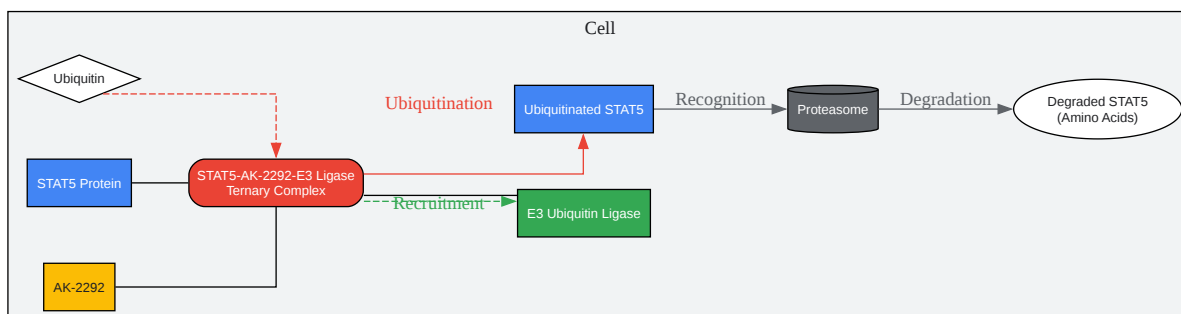 Cell
Ubiquitin
Ubiquitination
Ubiquitinated STAT5
Recognition
Proteasome
Degradation
Degraded STAT5
(Amino Acids)
STAT5 Protein
STAT5-AK-2292-E3 Ligase
Ternary Complex
Recruitment
E3 Ubiquitin Ligase
AK-2292